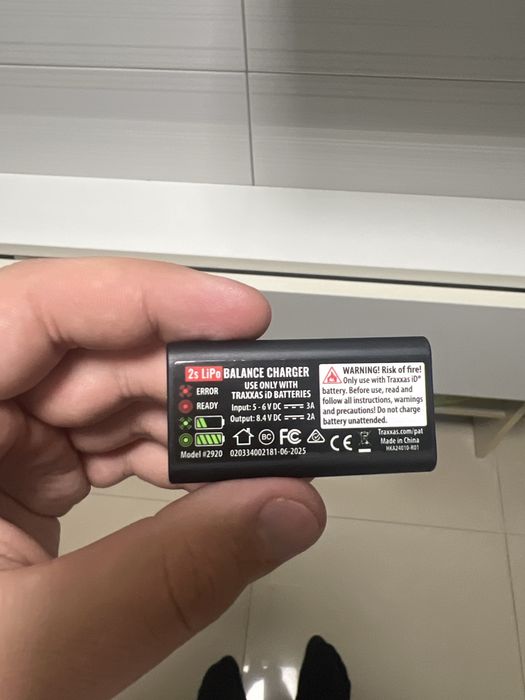 2s LiPo BALANCE CHARGER
USE ONLY WITH
TRAXXAS iD BATTERIES
ERROR
READY
Input: 5 - 6 V DC 3A
Output: 8.4 V DC 2A
BC FC CE
Model #2920 020334002181-06-2025
WARNING! Risk of fire!
Only use with Traxxas iD®
battery. Before use, read and
follow all instructions, warnings
and precautions! Do not charge
battery unattended.
Traxxas.com/pat
Made in China
HKA24010-R01